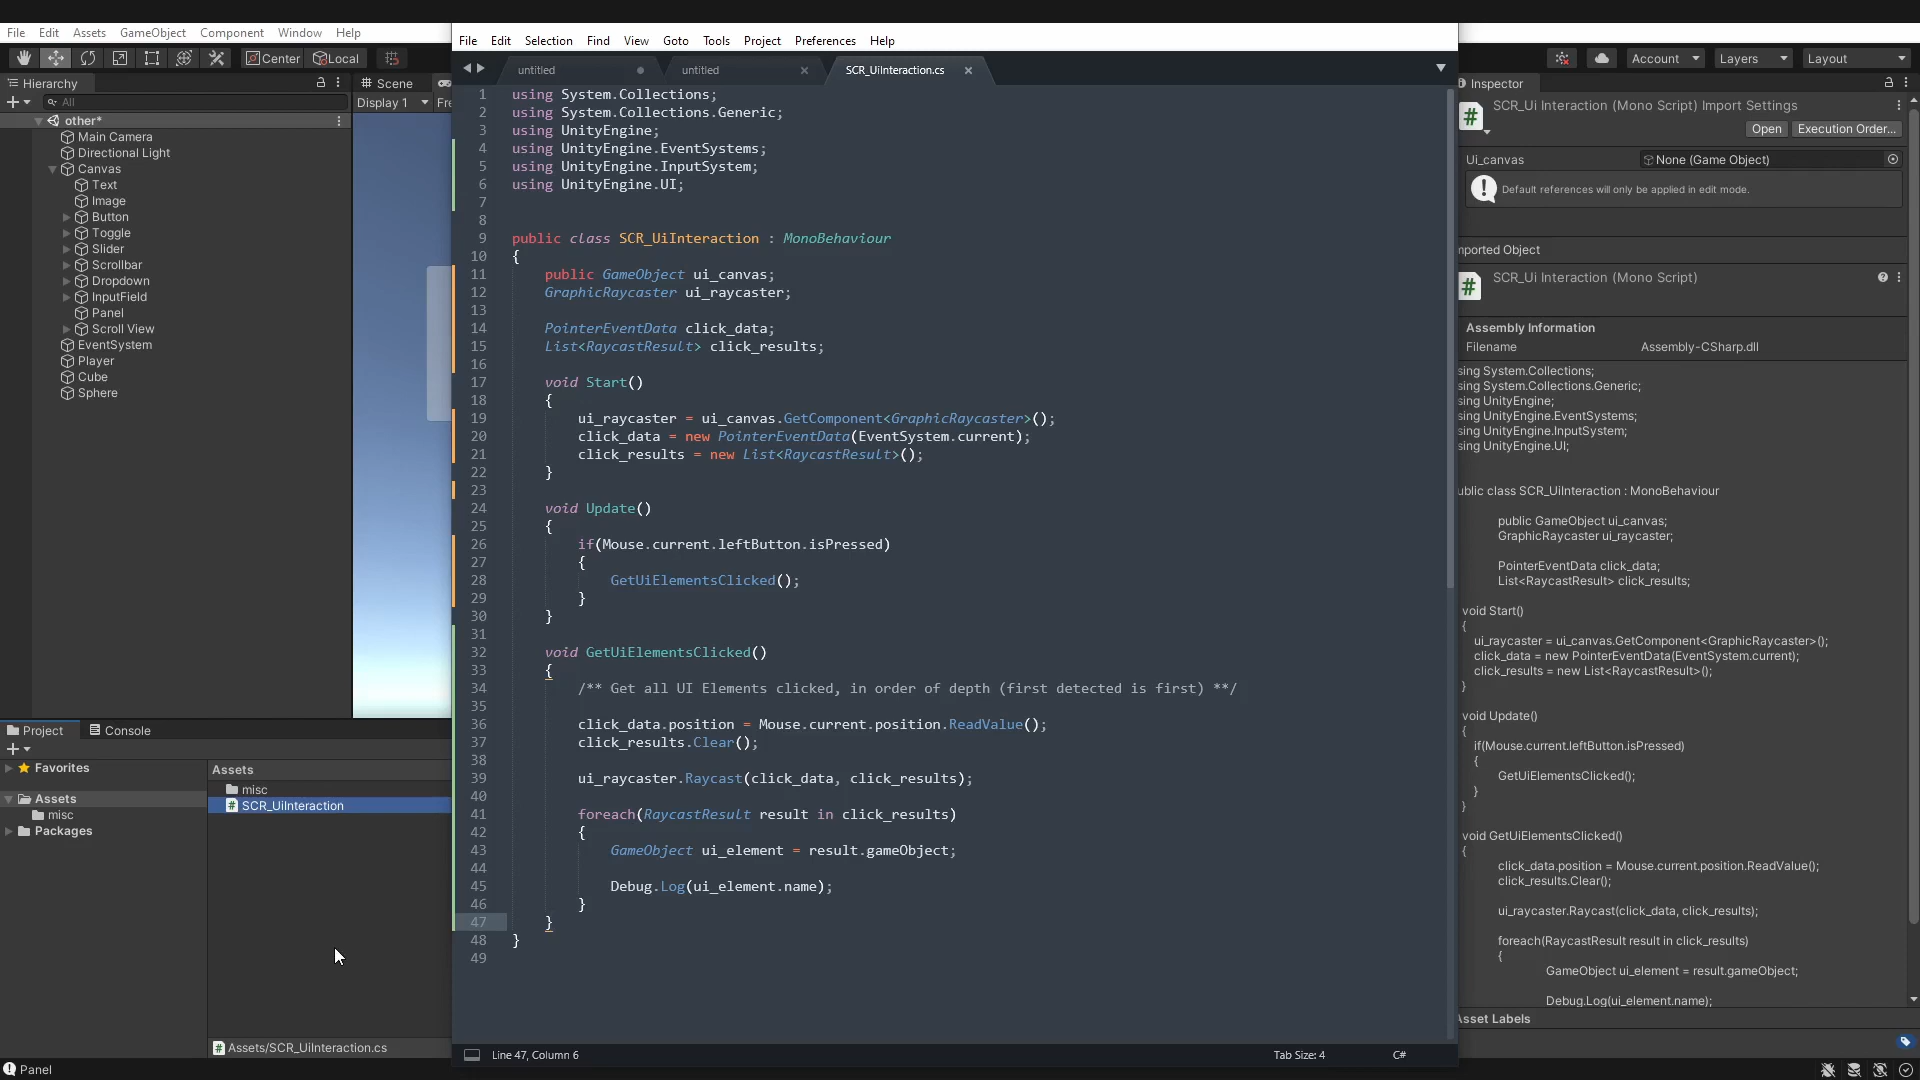 File Edit Assets GameObject Component Window Help
Center Local
Account Layers Layout
Hierarchy
All
other*
Main Camera
Directional Light
Canvas
Text
Image
Button
Toggle
Slider
Scrollbar
Dropdown
InputField
Panel
Scroll View
EventSystem
Player
Cube
Sphere
Scene
Display 1 Fre
Project Console
Favorites
Assets
misc
Packages
Assets
misc
SCR_UiInteraction
Assets/SCR_UiInteraction.cs
Panel
File Edit Selection Find View Goto Tools Project Preferences Help
untitled untitled SCR_UiInteraction.cs
1 using System.Collections;
2 using System.Collections.Generic;
3 using UnityEngine;
4 using UnityEngine.EventSystems;
5 using UnityEngine.InputSystem;
6 using UnityEngine.UI;
7
8
9 public class SCR_UiInteraction : MonoBehaviour
10 {
11 public GameObject ui_canvas;
12 GraphicRaycaster ui_raycaster;
13
14 PointerEventData click_data;
15 List<RaycastResult> click_results;
16
17 void Start()
18 {
19 ui_raycaster = ui_canvas.GetComponent<GraphicRaycaster>();
20 click_data = new PointerEventData(EventSystem.current);
21 click_results = new List<RaycastResult>();
22 }
23
24 void Update()
25 {
26 if(Mouse.current.leftButton.isPressed)
27 {
28 GetUiElementsClicked();
29 }
30 }
31
32 void GetUiElementsClicked()
33 {
34 /** Get all UI Elements clicked, in order of depth (first detected is first) **/
35
36 click_data.position = Mouse.current.position.ReadValue();
37 click_results.Clear();
38
39 ui_raycaster.Raycast(click_data, click_results);
40
41 foreach(RaycastResult result in click_results)
42 {
43 GameObject ui_element = result.gameObject;
44
45 Debug.Log(ui_element.name);
46 }
47 }
48 }
49
Line 47, Column 6 Tab Size: 4 C#
Inspector
SCR_Ui Interaction (Mono Script) Import Settings
Open Execution Order...
Ui_canvas None (Game Object)
Default references will only be applied in edit mode.
mported Object
SCR_Ui Interaction (Mono Script)
Assembly Information
Filename Assembly-CSharp.dll
sing System.Collections;
sing System.Collections.Generic;
sing UnityEngine;
sing UnityEngine.EventSystems;
sing UnityEngine.InputSystem;
sing UnityEngine.UI;
ublic class SCR_UiInteraction : MonoBehaviour
public GameObject ui_canvas;
GraphicRaycaster ui_raycaster;
PointerEventData click_data;
List<RaycastResult> click_results;
void Start()
{
ui_raycaster = ui_canvas.GetComponent<GraphicRaycaster>();
click_data = new PointerEventData(EventSystem.current);
click_results = new List<RaycastResult>();
}
void Update()
{
if(Mouse.current.leftButton.isPressed)
{
GetUiElementsClicked();
}
}
void GetUiElementsClicked()
{
click_data.position = Mouse.current.position.ReadValue();
click_results.Clear();
ui_raycaster.Raycast(click_data, click_results);
foreach(RaycastResult result in click_results)
{
GameObject ui_element = result.gameObject;
Debug.Log(ui_element.name);
Asset Labels